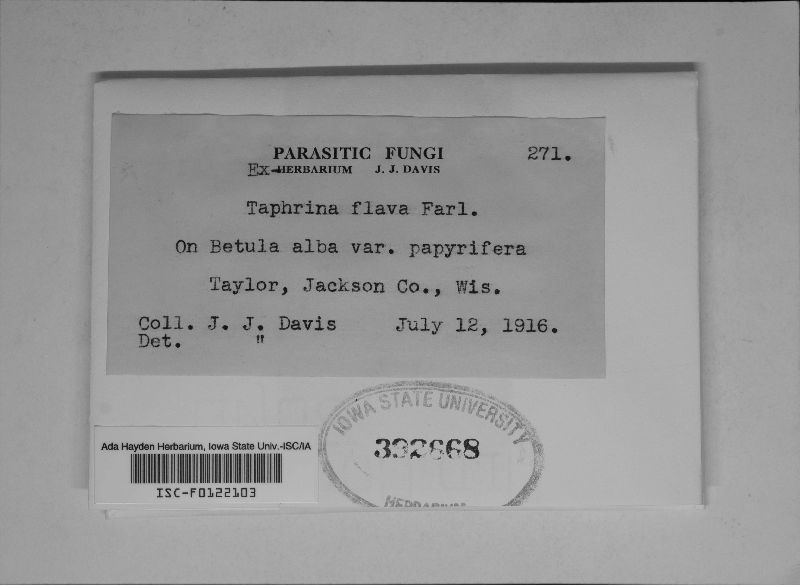 PARASITIC FUNGI 271.
Ex-HERBARIUM J. J. DAVIS
Taphrina flava Farl.
On Betula alba var. papyrifera
Taylor, Jackson Co., Wis.
Coll. J. J. Davis July 12, 1916.
Det. "
IOWA STATE UNIVERSITY
HERBARIUM
Ada Hayden Herbarium, Iowa State Univ.-ISC/IA
ISC-F0122103